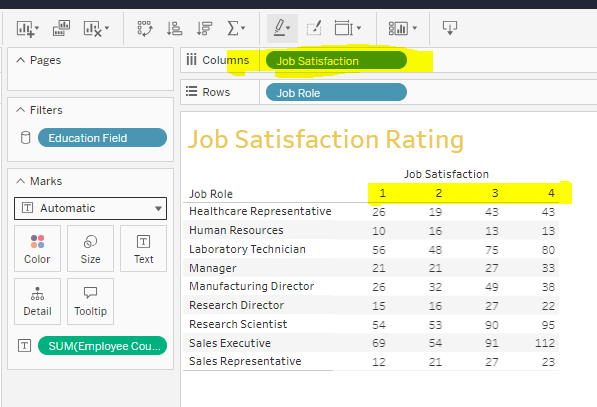 Pages
Columns
Job Satisfaction
Rows
Job Role
Filters
Education Field
Job Satisfaction Rating
Marks
Automatic
Color
Size
Text
Detail
Tooltip
SUM(Employee Cou...
Job Satisfaction
Job Role 1 2 3 4
Healthcare Representative 26 19 43 43
Human Resources 10 16 13 13
Laboratory Technician 56 48 75 80
Manager 21 21 27 33
Manufacturing Director 26 32 49 38
Research Director 15 16 27 22
Research Scientist 54 53 90 95
Sales Executive 69 54 91 112
Sales Representative 12 21 27 23